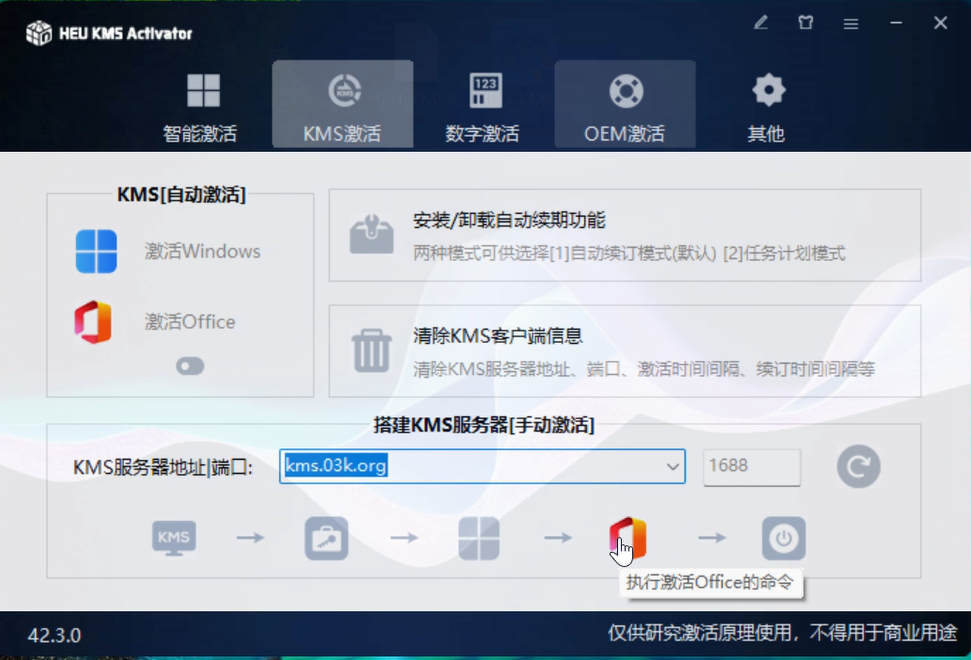 HEU KMS Activator
智能激活
KMS激活
123
数字激活
OEM激活
其他
KMS[自动激活]
激活Windows
激活Office
安装/卸载自动续期功能
两种模式可供选择[1]自动续订模式(默认) [2]任务计划模式
清除KMS客户端信息
清除KMS服务器地址、端口、激活时间间隔、续订时间间隔等
搭建KMS服务器[手动激活]
KMS服务器地址|端口:
kms.03k.org
1688
KMS
执行激活Office的命令
42.3.0
仅供研究激活原理使用，不得用于商业用途